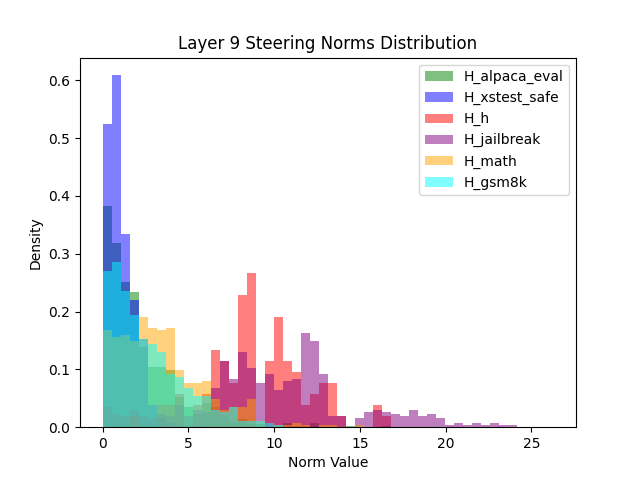 Layer 9 Steering Norms Distribution
H_alpaca_eval
H_xstest_safe
H_h
H_jailbreak
H_math
H_gsm8k
Density
0.6
0.5
0.4
0.3
0.2
0.1
0.0
0 5 10 15 20 25
Norm Value